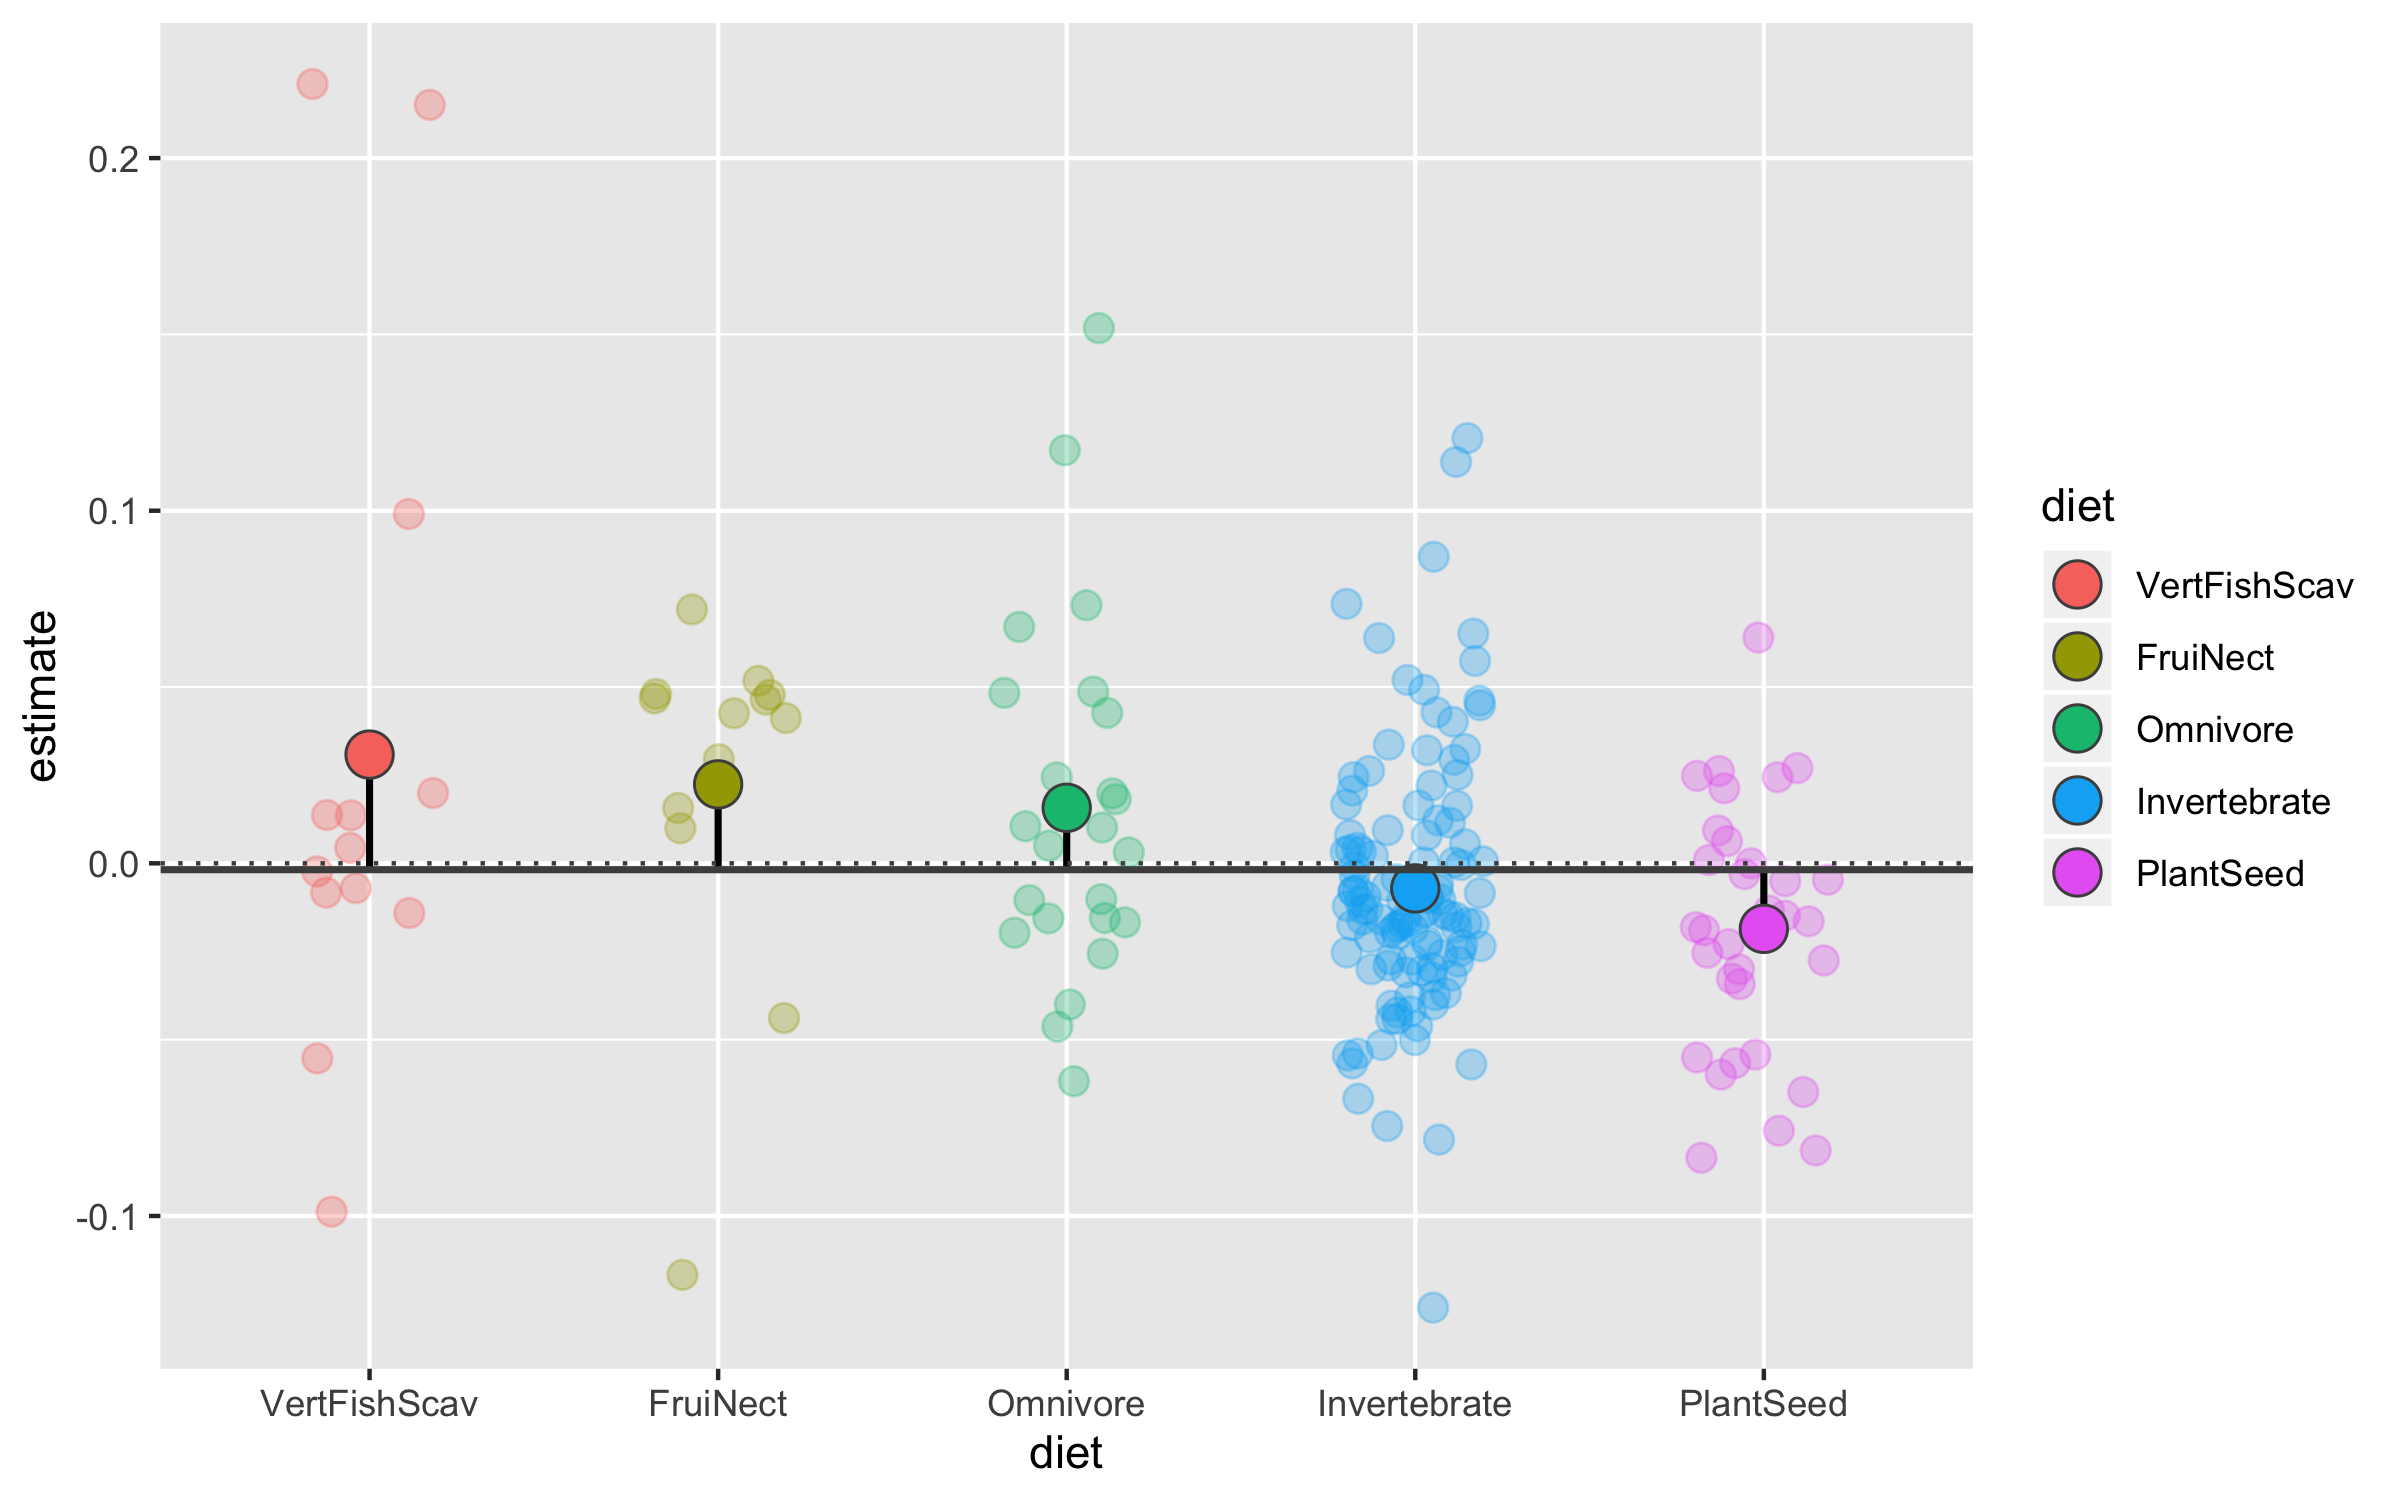 estimate
0.2
0.1
0.0
-0.1
VertFishScav
FruiNect
Omnivore
Invertebrate
PlantSeed
diet
diet
VertFishScav
FruiNect
Omnivore
Invertebrate
PlantSeed